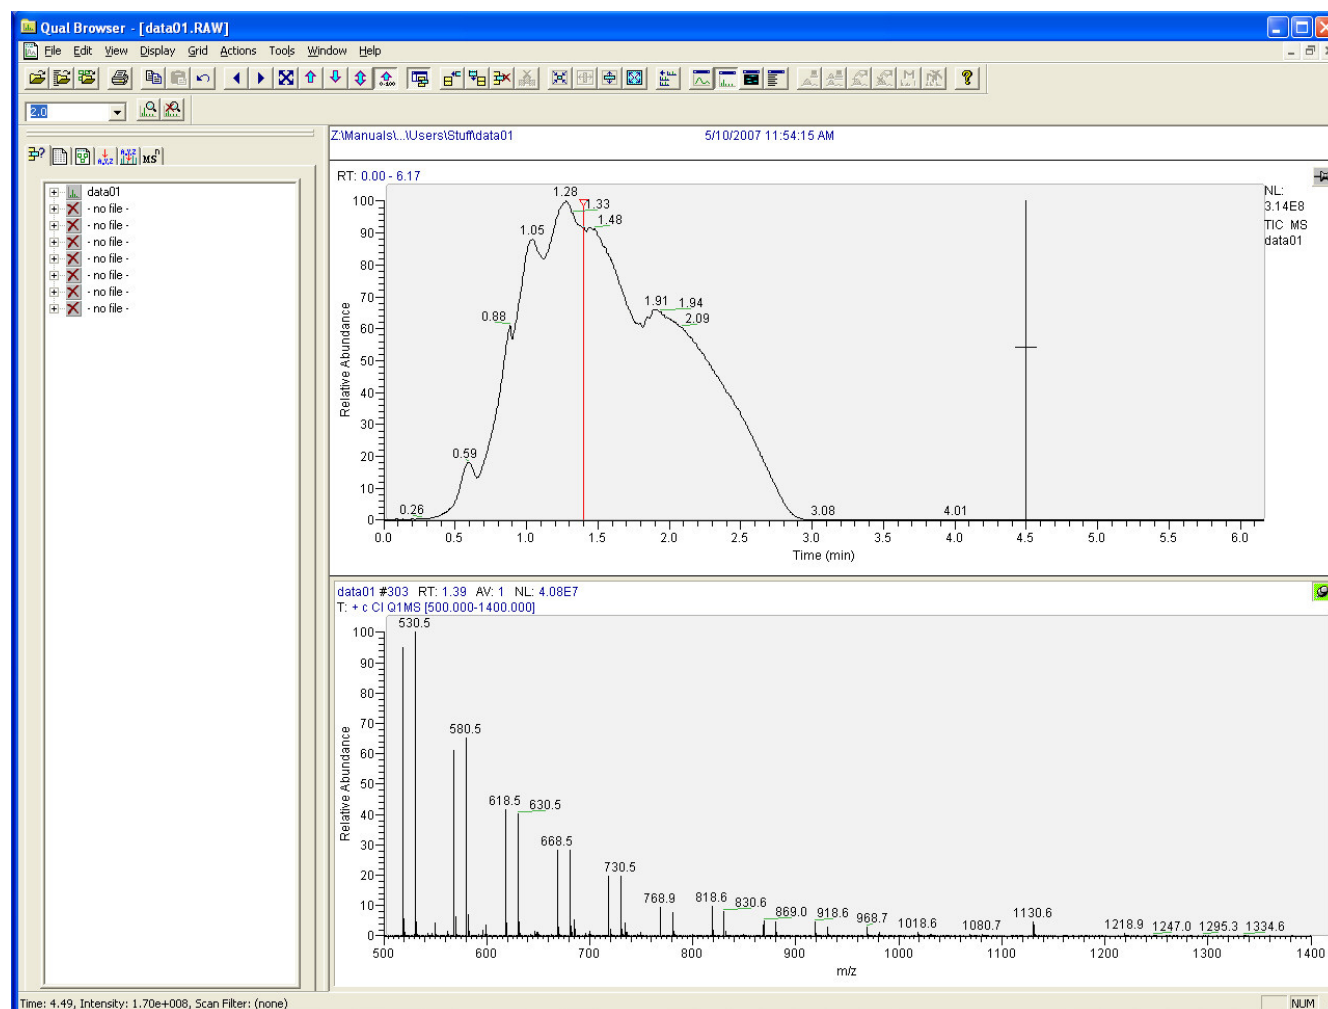 Qual Browser - [data01.RAW]
File Edit View Display Grid Actions Tools Window Help
0-100
2.0
Z:\Manuals\...\Users\Stuff\data01 5/10/2007 11:54:15 AM
MSⁿ
data01
- no file -
- no file -
- no file -
- no file -
- no file -
- no file -
- no file -
RT: 0.00 - 6.17
NL:
3.14E8
TIC MS
data01
1.28
1.33
1.48
1.05
0.88
1.91 1.94
2.09
0.59
0.26
3.08
4.01
100
90
80
70
60
50
40
30
20
10
0
Relative Abundance
0.0 0.5 1.0 1.5 2.0 2.5 3.0 3.5 4.0 4.5 5.0 5.5 6.0
Time (min)
data01 #303 RT: 1.39 AV: 1 NL: 4.08E7
T: + c CI Q1MS [500.000-1400.000]
530.5
580.5
618.5 630.5
668.5
730.5
768.9 818.6 830.6 869.0 918.6 968.7 1018.6 1080.7 1130.6 1218.9 1247.0 1295.3 1334.6
100
90
80
70
60
50
40
30
20
10
0
Relative Abundance
500 600 700 800 900 1000 1100 1200 1300 1400
m/z
Time: 4.49, Intensity: 1.70e+008, Scan Filter: (none) NUM